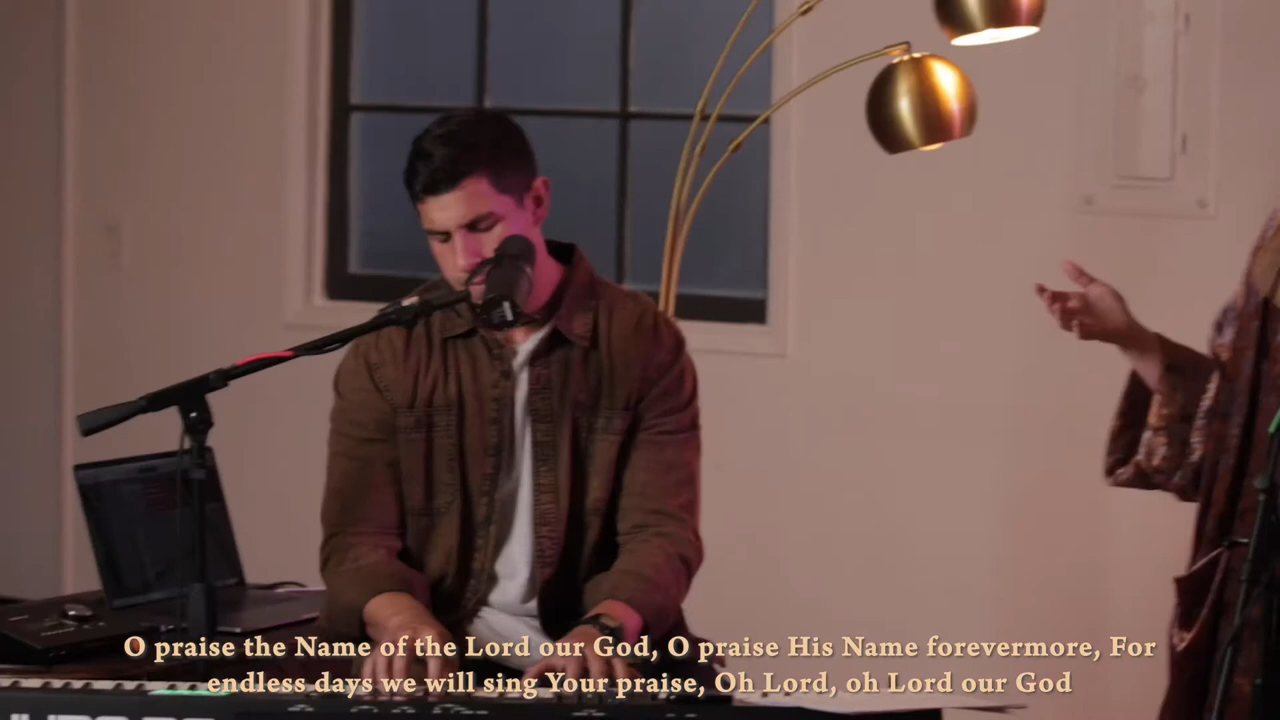 O praise the Name of the Lord our God, O praise His Name forevermore, For
endless days we will sing Your praise, Oh Lord, oh Lord our God